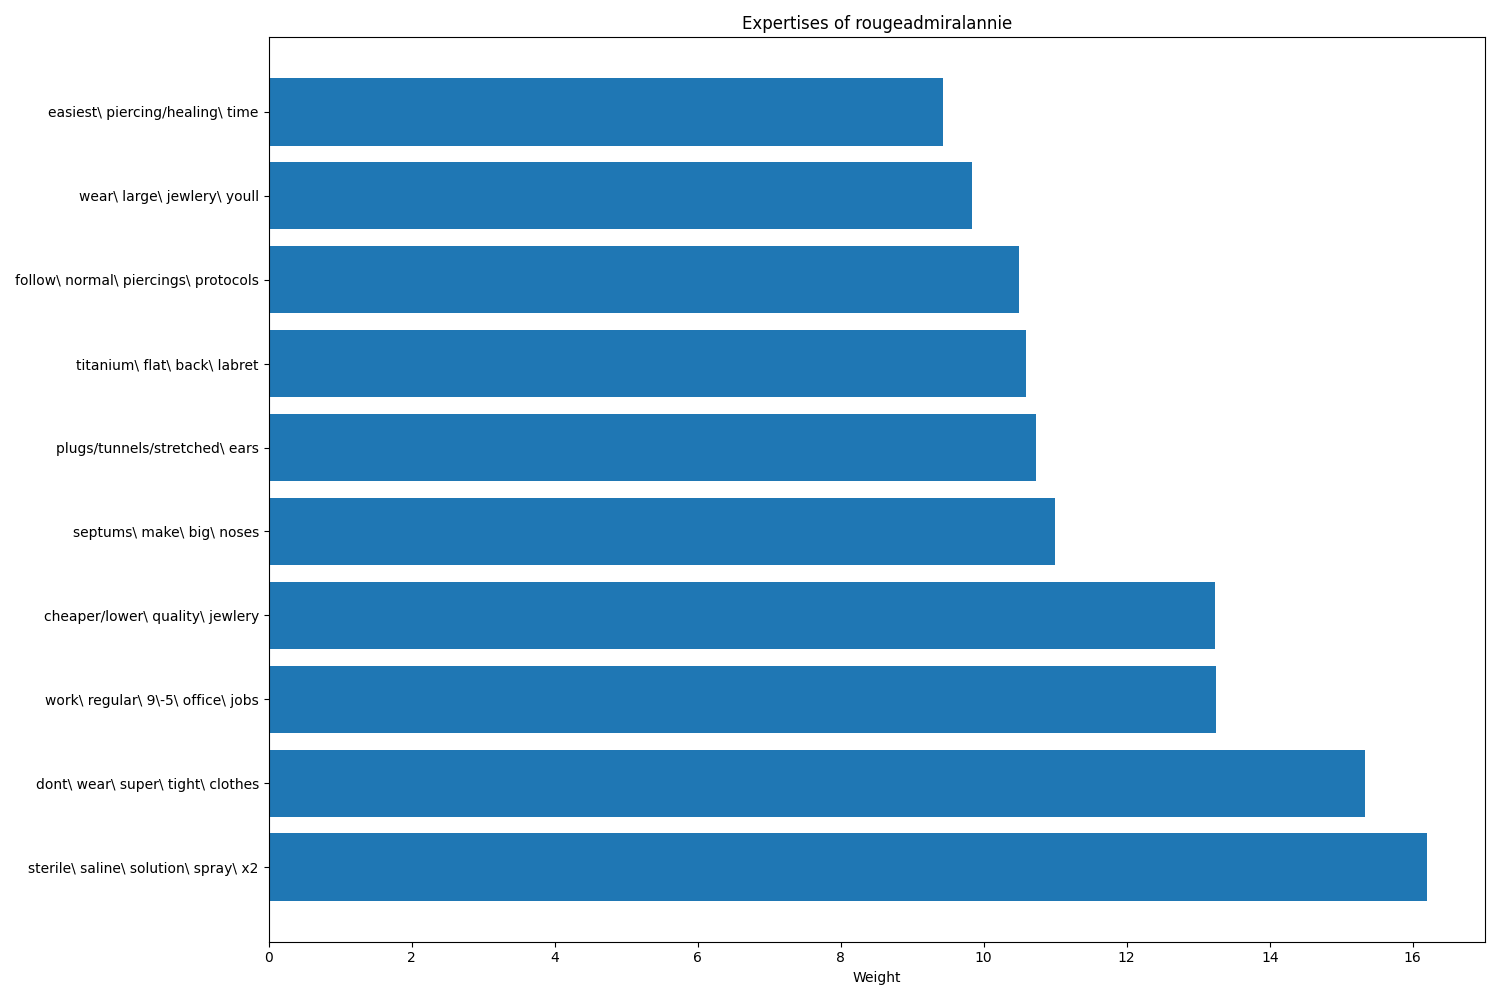 Expertises of rougeadmiralannie
easiest\ piercing/healing\ time
wear\ large\ jewlery\ youll
follow\ normal\ piercings\ protocols
titanium\ flat\ back\ labret
plugs/tunnels/stretched\ ears
septums\ make\ big\ noses
cheaper/lower\ quality\ jewlery
work\ regular\ 9\-5\ office\ jobs
dont\ wear\ super\ tight\ clothes
sterile\ saline\ solution\ spray\ x2
0 2 4 6 8 10 12 14 16
Weight